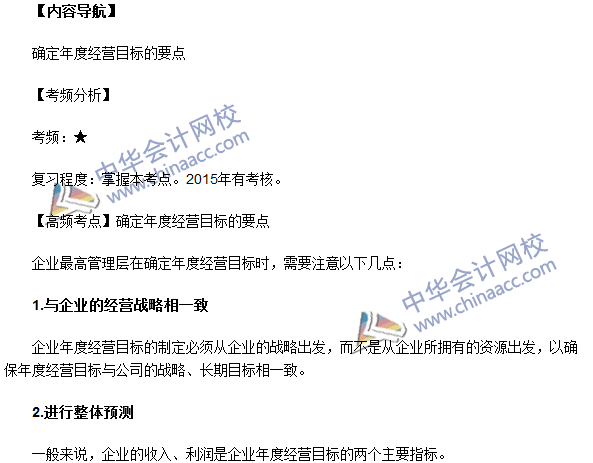 【内容导航】
确定年度经营目标的要点
【考频分析】
考频：★
复习程度：掌握本考点。2015年有考核。
【高频考点】确定年度经营目标的要点
企业最高管理层在确定年度经营目标时，需要注意以下几点：
1.与企业的经营战略相一致
企业年度经营目标的制定必须从企业的战略出发，而不是从企业所拥有的资源出发，以确
保年度经营目标与公司的战略、长期目标相一致。
2.进行整体预测
一般来说，企业的收入、利润是企业年度经营目标的两个主要指标。
中华会计网校
www.chinaacc.com
中华会计网校
www.chinaacc.com